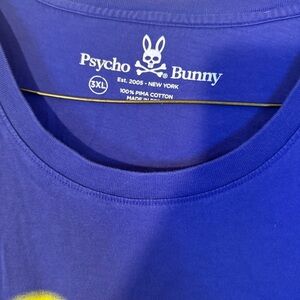 Psycho Bunny
3XL
Est. 2005 - NEW YORK
100% PIMA COTTON
MADE IN